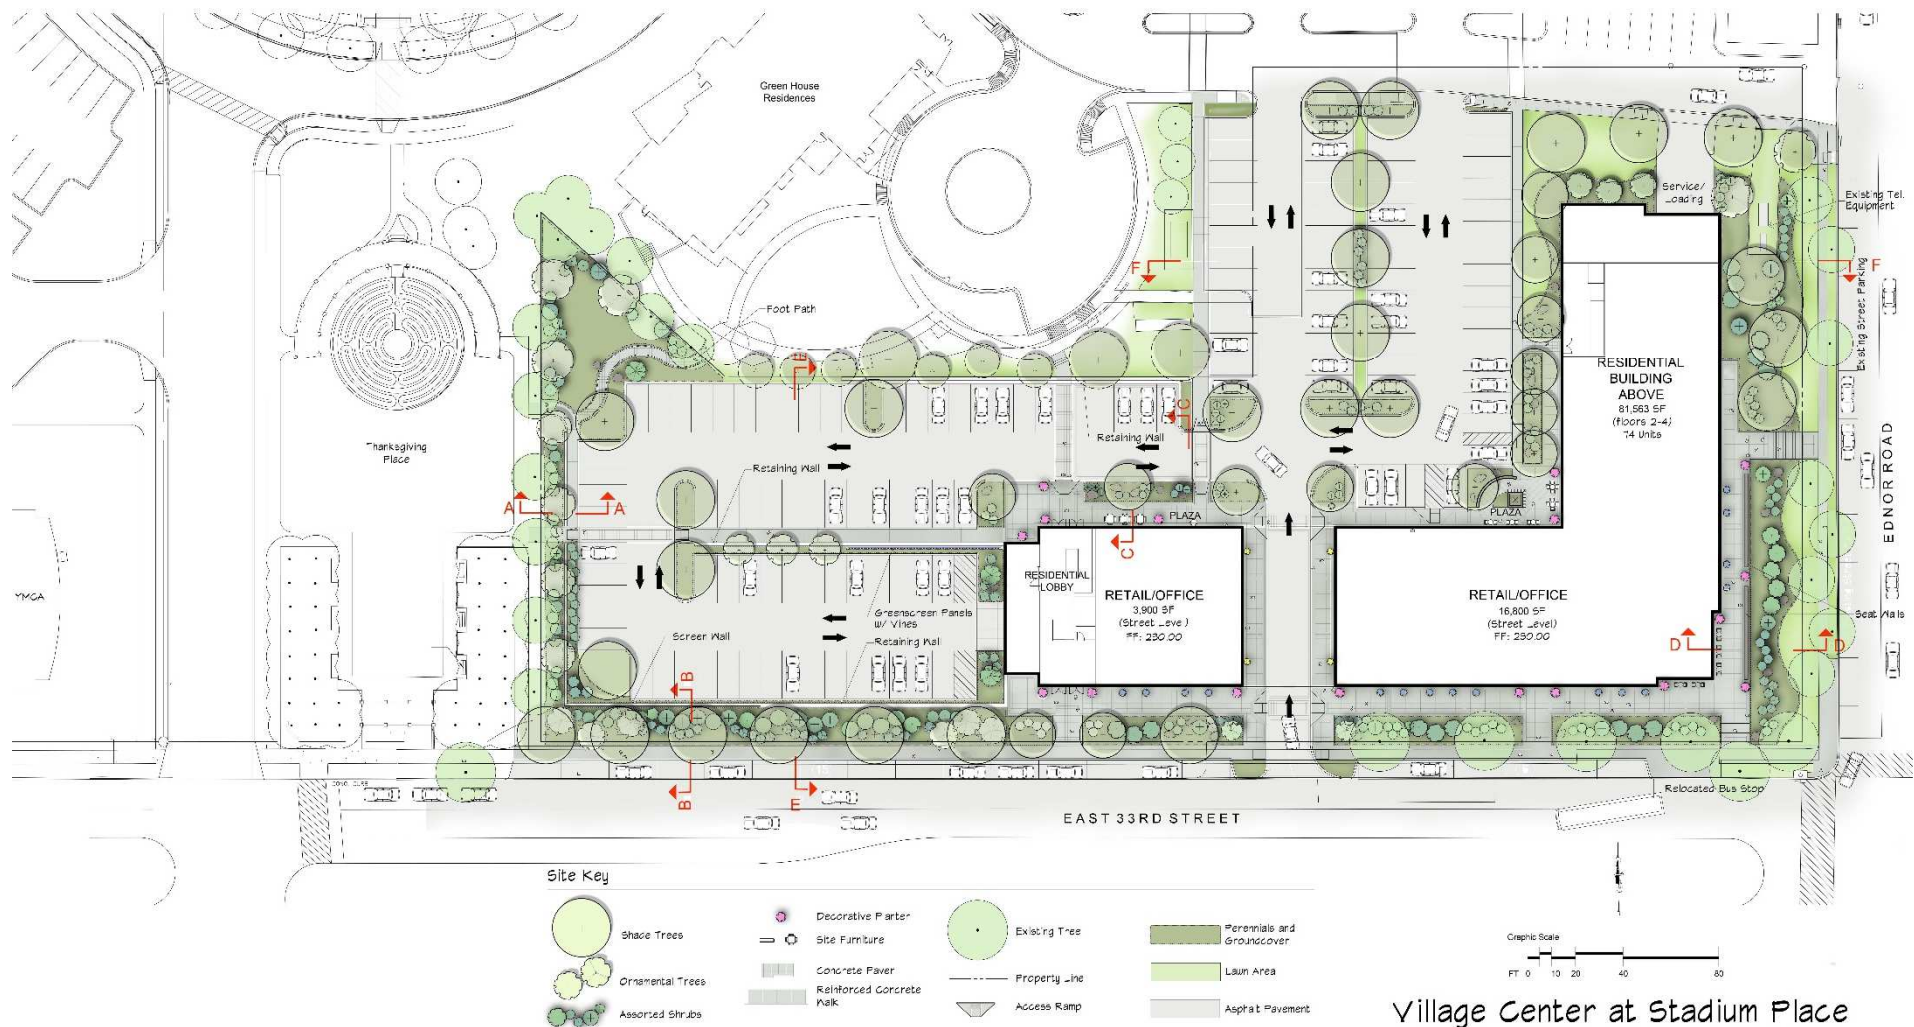 Green House
Residences
Service/
Loading
Existing Tel.
Equipment
F
F
Existing Street Parking
Foot Path
E
RESIDENTIAL
BUILDING
ABOVE
81,563 SF
(floors 2-4)
74 Units
C
Retaining Wall
Thanksgiving
Place
Retaining Wall
EDNOR ROAD
A
A
PLAZA
PLAZA
C
RESIDENTIAL
LOBBY
RETAIL/OFFICE
3,900 SF
(Street Level)
FF: 230.00
RETAIL/OFFICE
16,800 SF
(Street Level)
FF: 230.00
YMCA
Greenscreen Panels
w/ Vines
Screen Wall
Retaining Wall
Seat Walls
D
D
B
B
E
Relocated Bus Stop
EAST 33RD STREET
Site Key
Shade Trees
Ornamental Trees
Assorted Shrubs
Decorative Planter
Site Furniture
Concrete Paver
Reinforced Concrete
Walk
Existing Tree
Property Line
Access Ramp
Perennials and
Groundcover
Lawn Area
Asphalt Pavement
Graphic Scale
FT 0 10 20 40 80
Village Center at Stadium Place